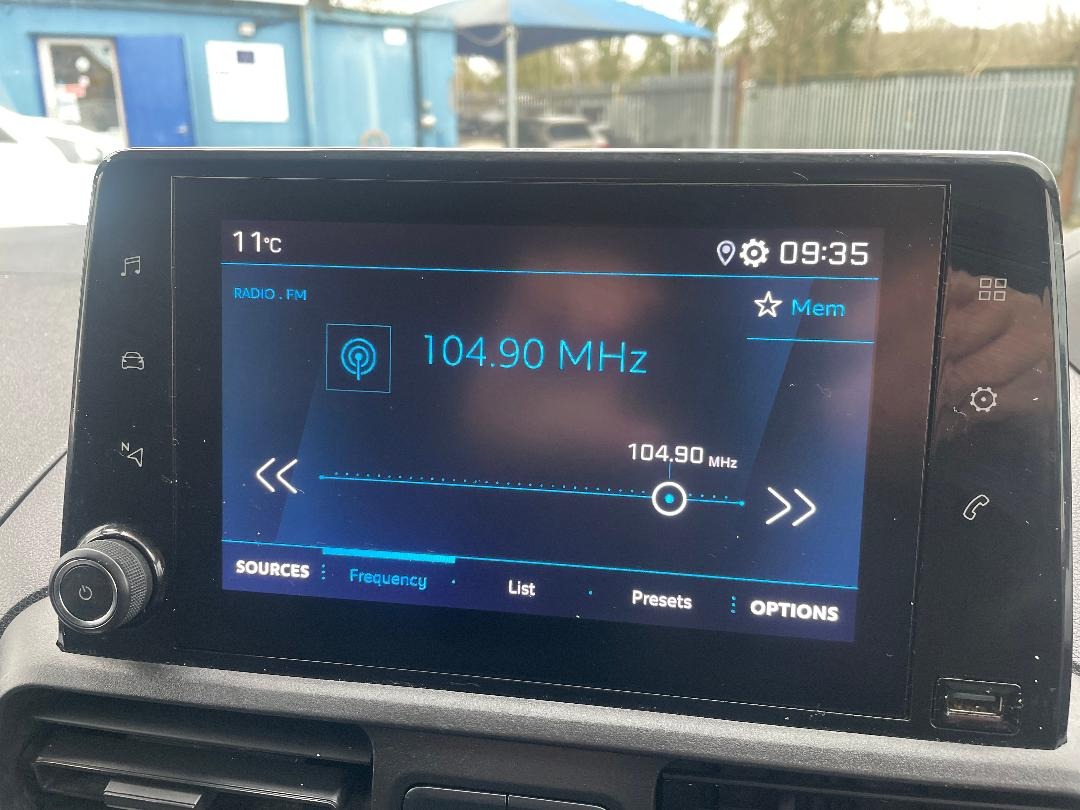 11°C 09:35
RADIO . FM
Mem
104.90 MHz
104.90 MHz
N
SOURCES Frequency List Presets OPTIONS